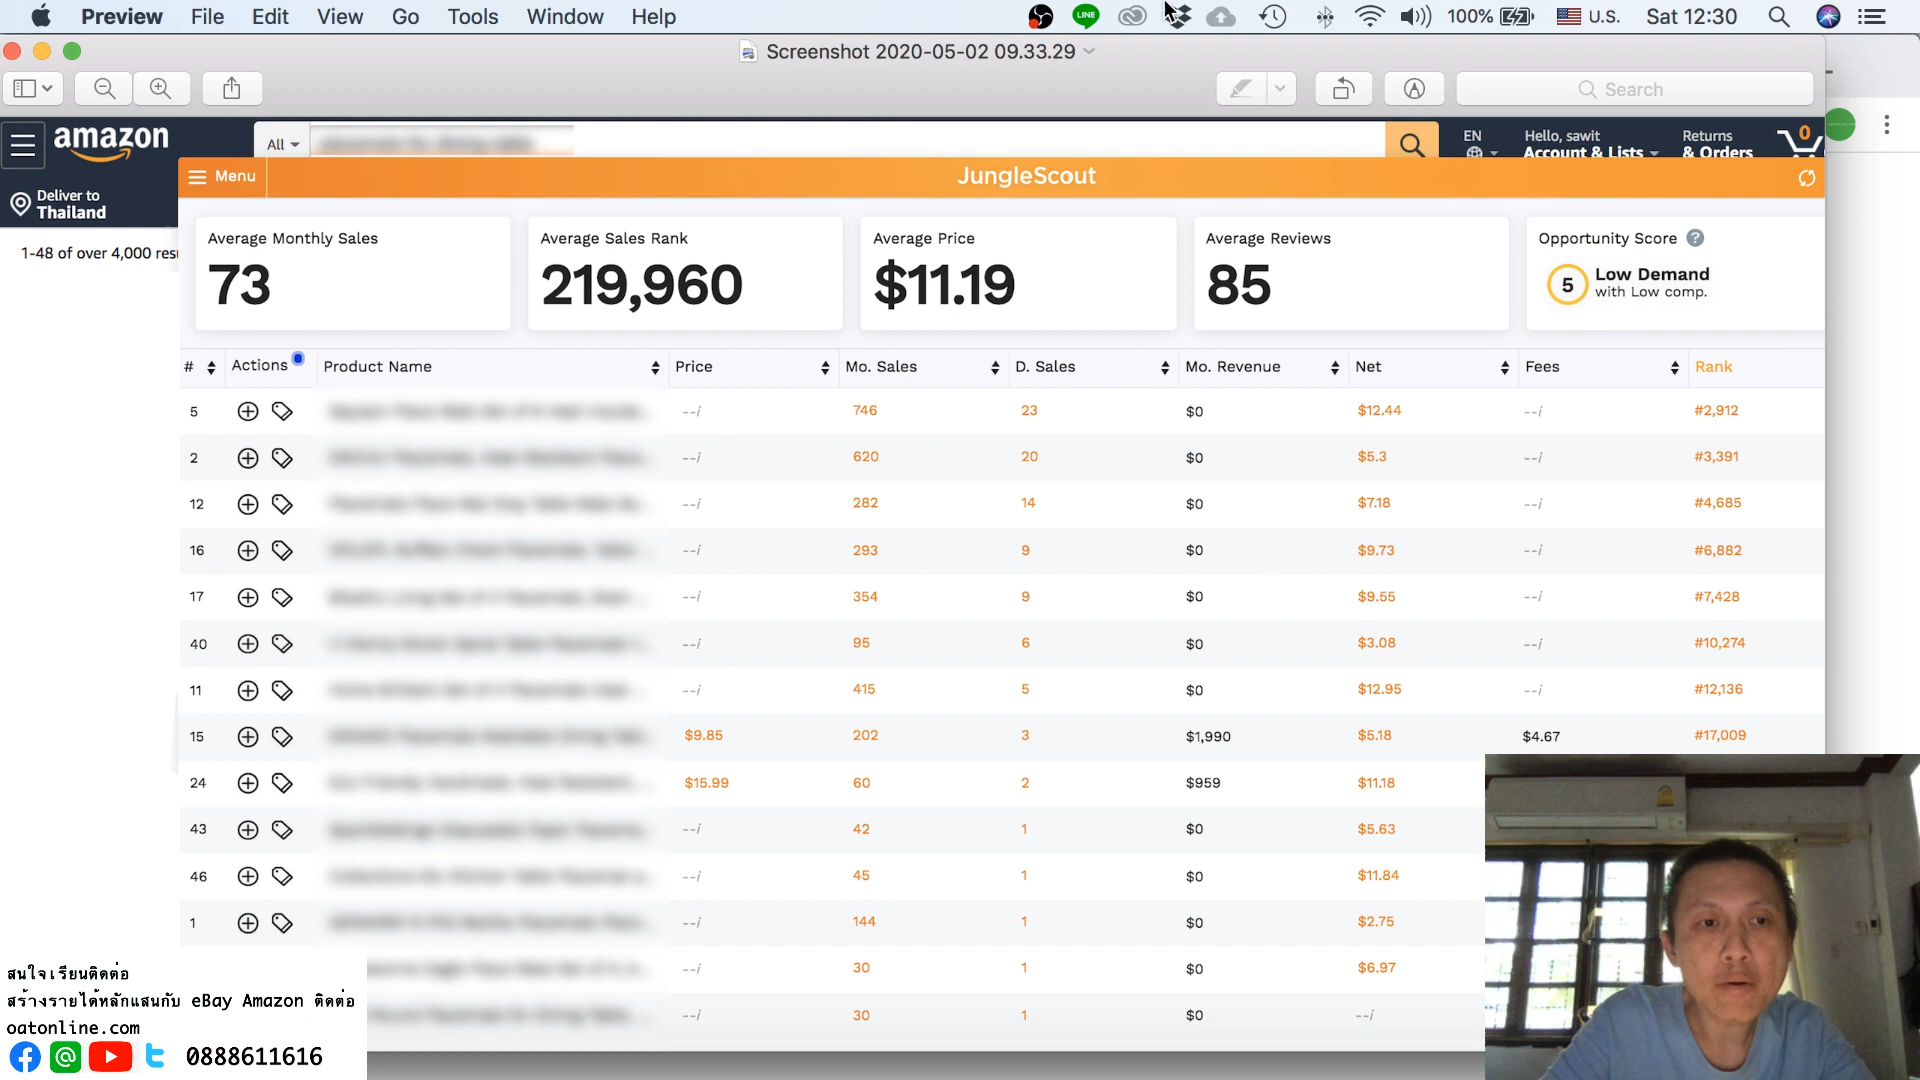 Preview File Edit View Go Tools Window Help
LINE
100% U.S. Sat 12:30
Screenshot 2020-05-02 09.33.29
Search
amazon
All
EN
Hello, sawit
Account & Lists
Returns
& Orders
0
Deliver to
Thailand
1-48 of over 4,000 resu
Menu
JungleScout
Average Monthly Sales
73
Average Sales Rank
219,960
Average Price
$11.19
Average Reviews
85
Opportunity Score ?
5
Low Demand
with Low comp.
# Actions Product Name Price Mo. Sales D. Sales Mo. Revenue Net Fees Rank
5 --i 746 23 $0 $12.44 --i #2,912
2 --i 620 20 $0 $5.3 --i #3,391
12 --i 282 14 $0 $7.18 --i #4,685
16 --i 293 9 $0 $9.73 --i #6,882
17 --i 354 9 $0 $9.55 --i #7,428
40 --i 95 6 $0 $3.08 --i #10,274
11 --i 415 5 $0 $12.95 --i #12,136
15 $9.85 202 3 $1,990 $5.18 $4.67 #17,009
24 $15.99 60 2 $959 $11.18
43 --i 42 1 $0 $5.63
46 --i 45 1 $0 $11.84
1 --i 144 1 $0 $2.75
--i 30 1 $0 $6.97
--i 30 1 $0 --i
สนใจเรียนติดต่อ
สร้างรายได้หลักแสนกับ eBay Amazon ติดต่อ
oatonline.com
0888611616